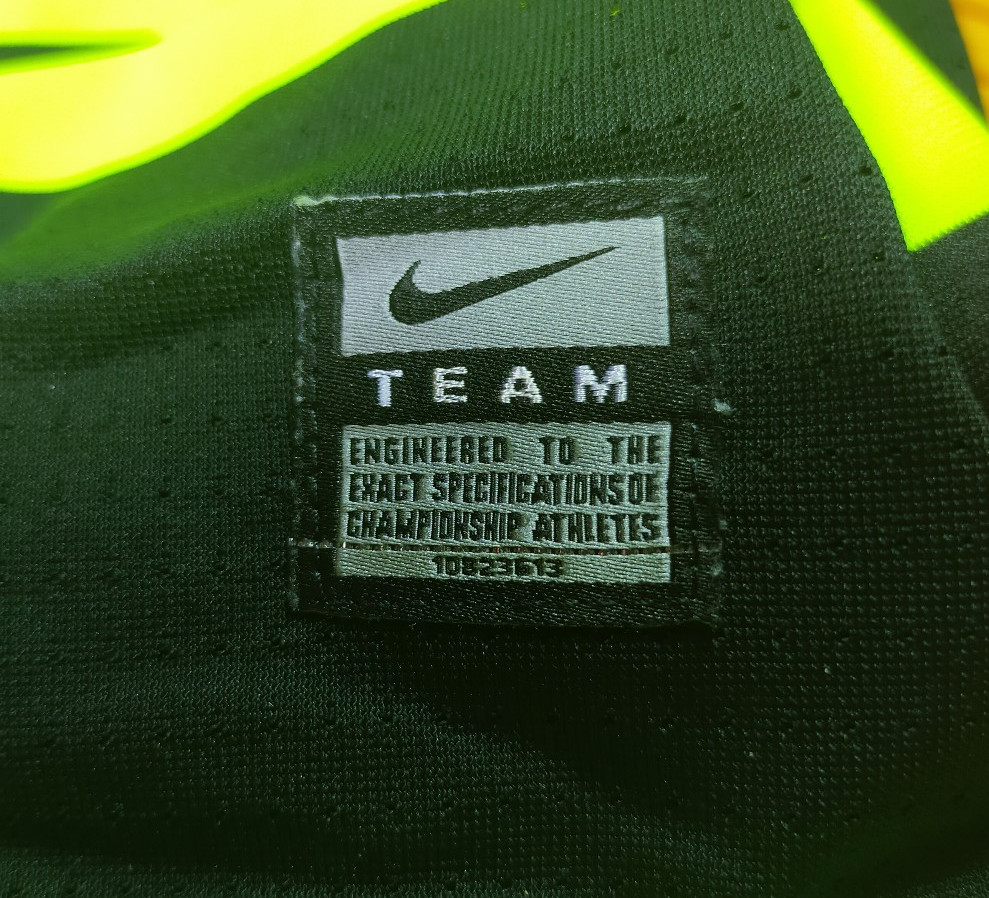 TEAM
ENGINEERED TO THE
EXACT SPECIFICATIONS OF
CHAMPIONSHIP ATHLETES
10823613